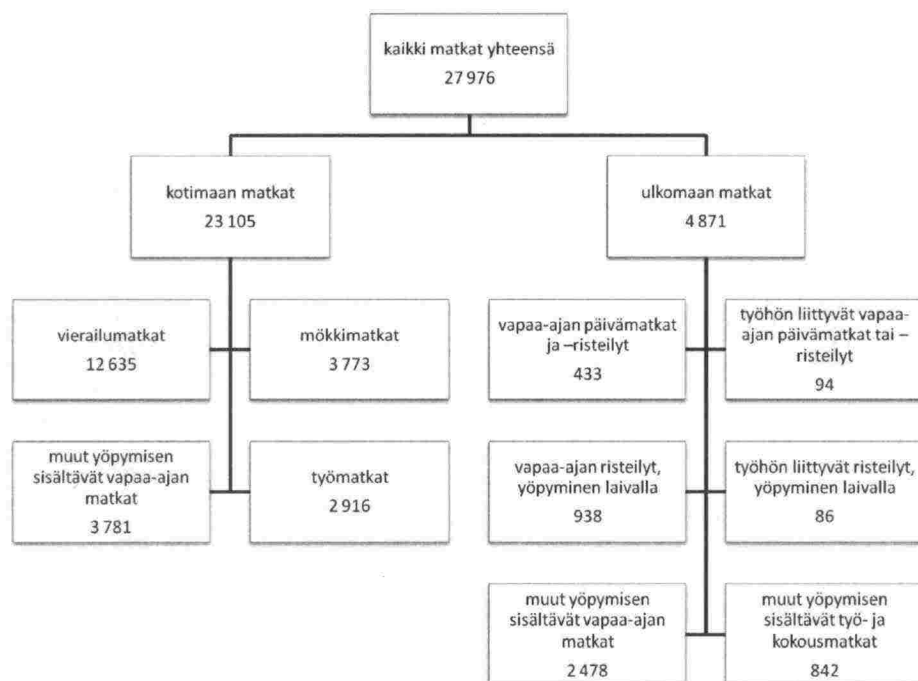 kaikki matkat yhteensä
27 976
kotimaan matkat
23 105
ulkomaan matkat
4 871
vierailumatkat
12 635
mökkimatkat
3 773
muut yöpymisen
sisältävät vapaa-ajan
matkat
3 781
työmatkat
2 916
vapaa-ajan päivämatkat
ja –risteilyt
433
työhön liittyvät vapaa-
ajan päivämatkat tai –
risteilyt
94
vapaa-ajan risteilyt,
yöpyminen laivalla
938
työhön liittyvät risteilyt,
yöpyminen laivalla
86
muut yöpymisen
sisältävät vapaa-ajan
matkat
2 478
muut yöpymisen
sisältävät työ- ja
kokousmatkat
842